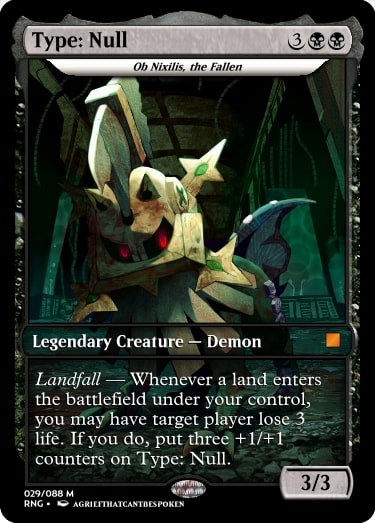 Type: Null 3
Ob Nixilis, the Fallen
Legendary Creature — Demon
Landfall — Whenever a land enters
the battlefield under your control,
you may have target player lose 3
life. If you do, put three +1/+1
counters on Type: Null.
3/3
029/088 M
RNG • AGRIEFTHATCANTBESPOKEN